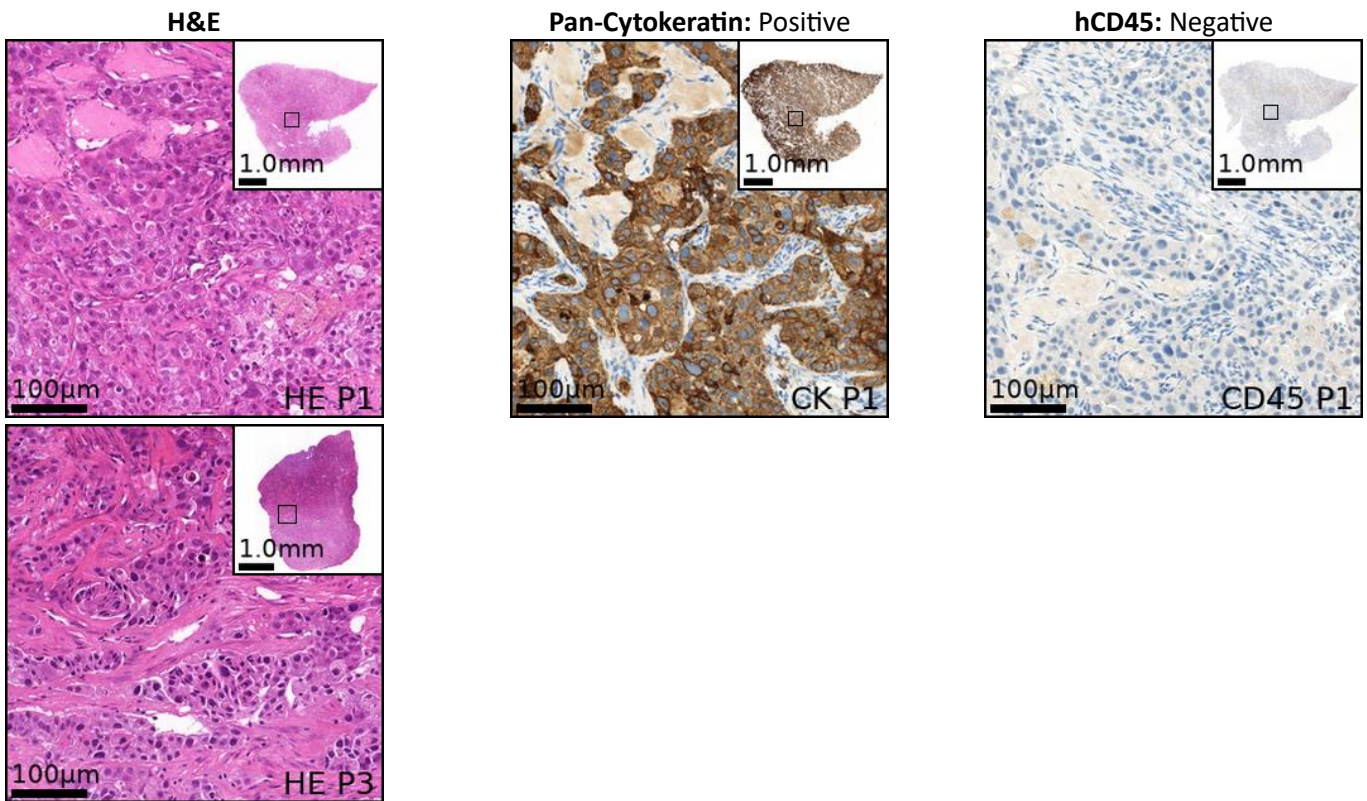 H&E
Pan-Cytokeratin: Positive
hCD45: Negative
1.0mm
100µm
HE P1
1.0mm
100µm
CK P1
1.0mm
100µm
CD45 P1
1.0mm
100µm
HE P3